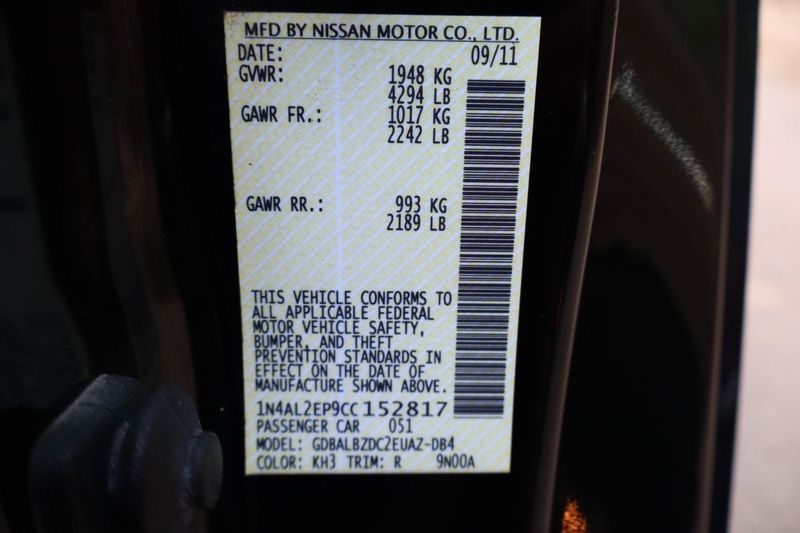 MFD BY NISSAN MOTOR CO., LTD.
DATE: 09/11
GVWR: 1948 KG
4294 LB
GAWR FR.: 1017 KG
2242 LB
GAWR RR.: 993 KG
2189 LB
THIS VEHICLE CONFORMS TO
ALL APPLICABLE FEDERAL
MOTOR VEHICLE SAFETY,
BUMPER, AND THEFT
PREVENTION STANDARDS IN
EFFECT ON THE DATE OF
MANUFACTURE SHOWN ABOVE.
1N4AL2EP9CC152817
PASSENGER CAR 051
MODEL: GDBALBZDC2EUAZ-DB4
COLOR: KH3 TRIM: R 9N00A